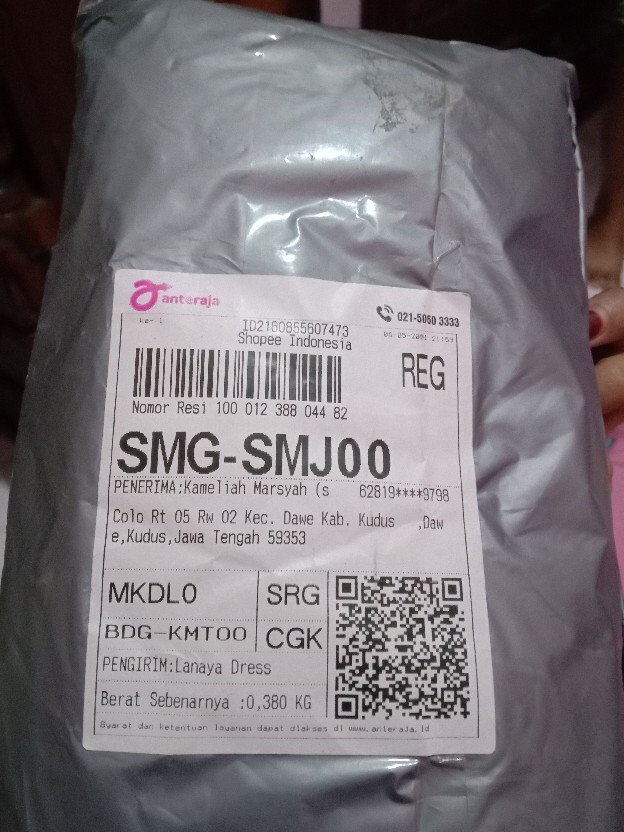 anteraja
021-5060 3333
ke- 1
ID2160855607473
Shopee Indonesia
REG
Nomor Resi 100 012 388 044 82
SMG-SMJ00
PENERIMA:Kameliah Marsyah (s 62819****9798
Colo Rt 05 Rw 02 Kec. Dawe Kab. Kudus ,Daw
e,Kudus,Jawa Tengah 59353
MKDL0 SRG
BDG-KMT00 CGK
PENGIRIM:Lanaya Dress
Berat Sebenarnya :0,380 KG
Syarat dan ketentuan layanan dapat diakses di www.anteraja.id